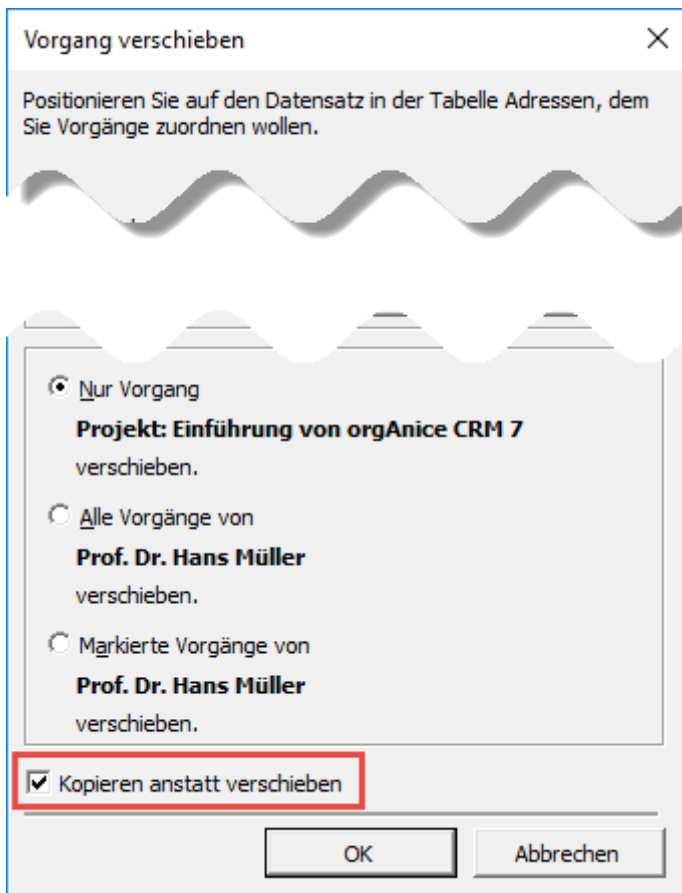 Vorgang verschieben
Positionieren Sie auf den Datensatz in der Tabelle Adressen, dem
Sie Vorgänge zuordnen wollen.
Nur Vorgang
Projekt: Einführung von orgAnice CRM 7
verschieben.
Alle Vorgänge von
Prof. Dr. Hans Müller
verschieben.
Markierte Vorgänge von
Prof. Dr. Hans Müller
verschieben.
Kopieren anstatt verschieben
OK
Abbrechen